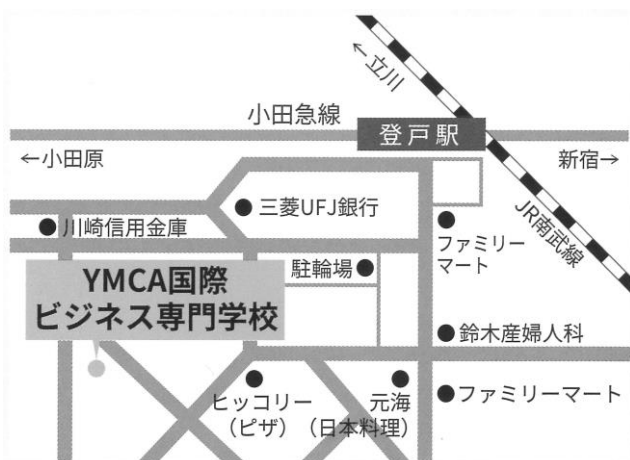 ←立川
小田急線
登戸駅
←小田原
新宿→
三菱UFJ銀行
JR南武線
川崎信用金庫
ファミリー
マート
駐輪場
YMCA国際
ビジネス専門学校
鈴木産婦人科
ヒッコリー
（ピザ）
元海
（日本料理）
ファミリーマート